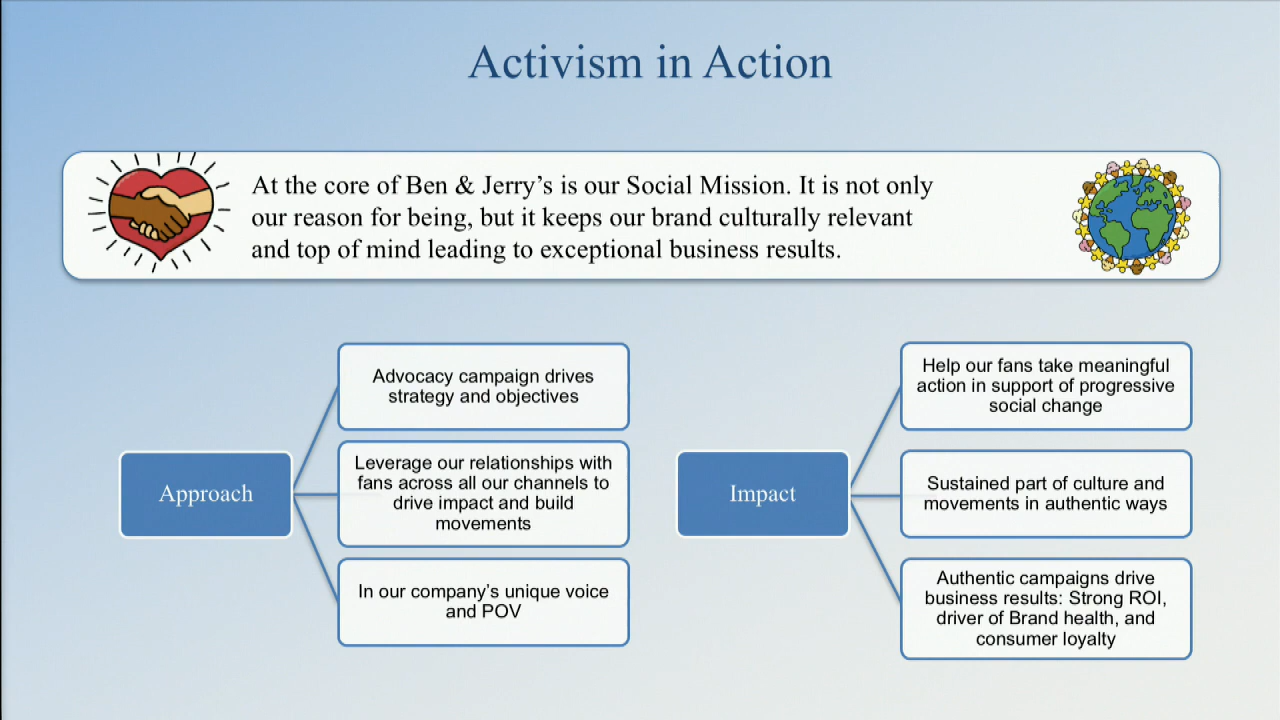 Activism in Action
At the core of Ben & Jerry’s is our Social Mission. It is not only
our reason for being, but it keeps our brand culturally relevant
and top of mind leading to exceptional business results.
Approach
Advocacy campaign drives
strategy and objectives
Leverage our relationships with
fans across all our channels to
drive impact and build
movements
In our company’s unique voice
and POV
Impact
Help our fans take meaningful
action in support of progressive
social change
Sustained part of culture and
movements in authentic ways
Authentic campaigns drive
business results: Strong ROI,
driver of Brand health, and
consumer loyalty